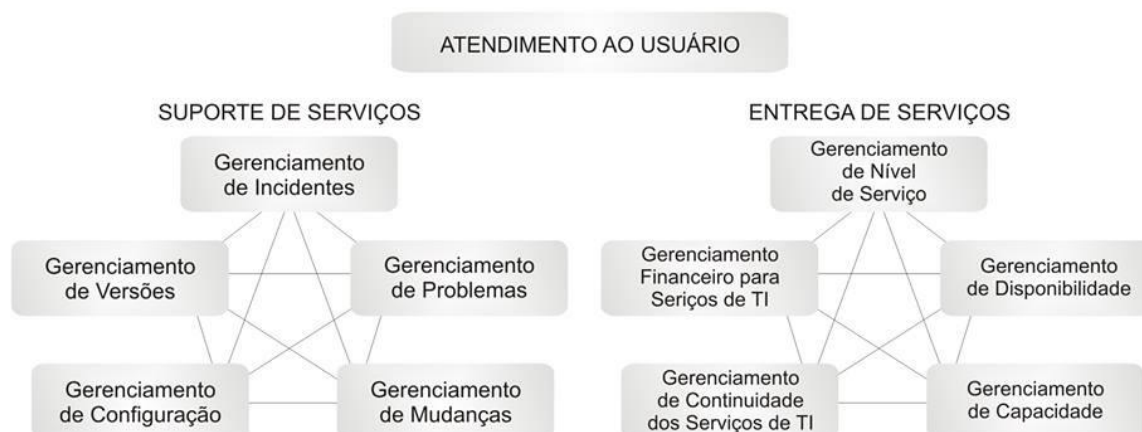 ATENDIMENTO AO USUÁRIO
SUPORTE DE SERVIÇOS
Gerenciamento
de Incidentes
Gerenciamento
de Versões
Gerenciamento
de Problemas
Gerenciamento
de Configuração
Gerenciamento
de Mudanças
ENTREGA DE SERVIÇOS
Gerenciamento
de Nível
de Serviço
Gerenciamento
Financeiro para
Seriços de TI
Gerenciamento
de Disponibilidade
Gerenciamento
de Continuidade
dos Serviços de TI
Gerenciamento
de Capacidade